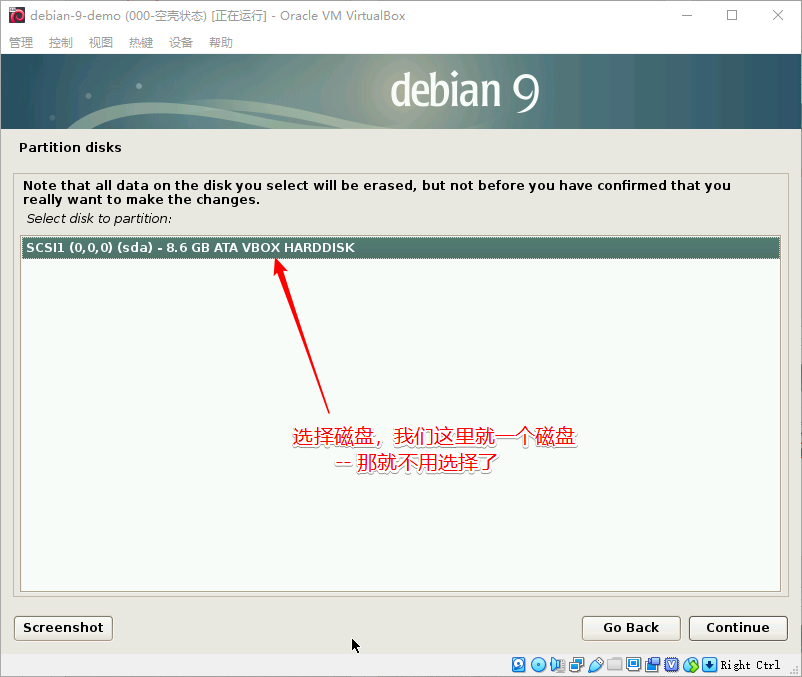 debian-9-demo (000-空壳状态) [正在运行] - Oracle VM VirtualBox
管理 控制 视图 热键 设备 帮助
debian 9
Partition disks
Note that all data on the disk you select will be erased, but not before you have confirmed that you
really want to make the changes.
Select disk to partition:
SCSI1 (0,0,0) (sda) - 8.6 GB ATA VBOX HARDDISK
选择磁盘，我们这里就一个磁盘
-- 那就不用选择了
Screenshot Go Back Continue
Right Ctrl